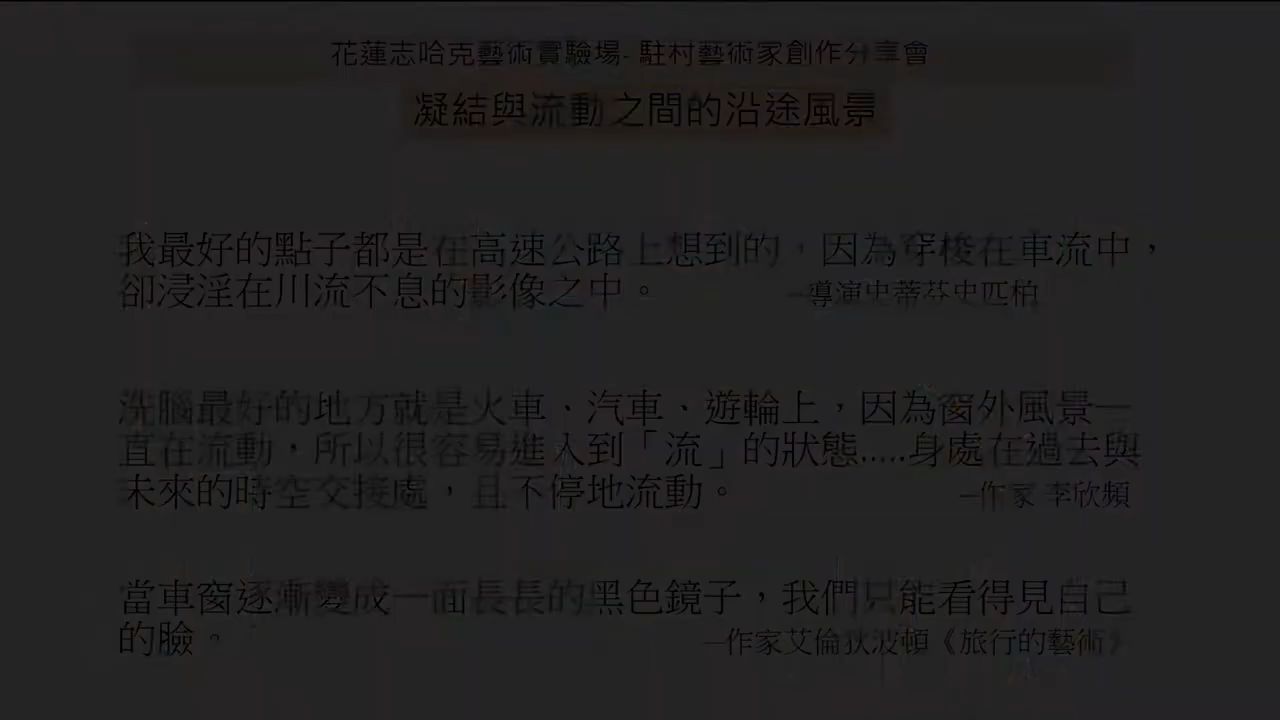 花蓮志哈克藝術實驗場- 駐村藝術家創作分享會
凝結與流動之間的沿途風景
我最好的點子都是在高速公路上想到的，因為穿梭在車流中，
卻浸淫在川流不息的影像之中。 –導演史蒂芬史匹柏
洗腦最好的地方就是火車、汽車、遊輪上，因為窗外風景一
直在流動，所以很容易進入到「流」的狀態.....身處在過去與
未來的時空交接處，且不停地流動。 –作家 李欣頻
當車窗逐漸變成一面長長的黑色鏡子，我們只能看得見自己
的臉。 –作家艾倫狄波頓《旅行的藝術》